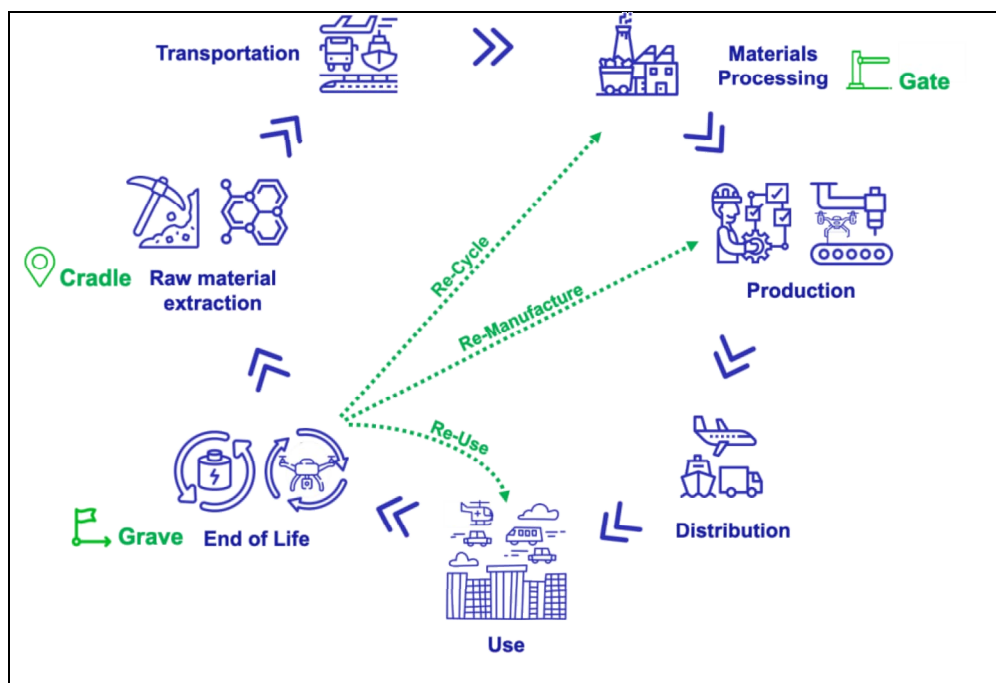 Transportation
Materials
Processing
Gate
Cradle
Raw material
extraction
Re-Cycle
Re-Manufacture
Production
Re-Use
Grave
End of Life
Distribution
Use